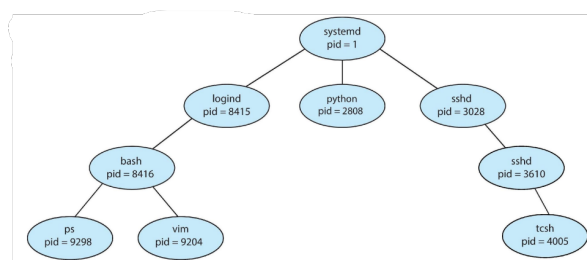 systemd
pid = 1
logind
pid = 8415
python
pid = 2808
sshd
pid = 3028
bash
pid = 8416
sshd
pid = 3610
ps
pid = 9298
vim
pid = 9204
tcsh
pid = 4005